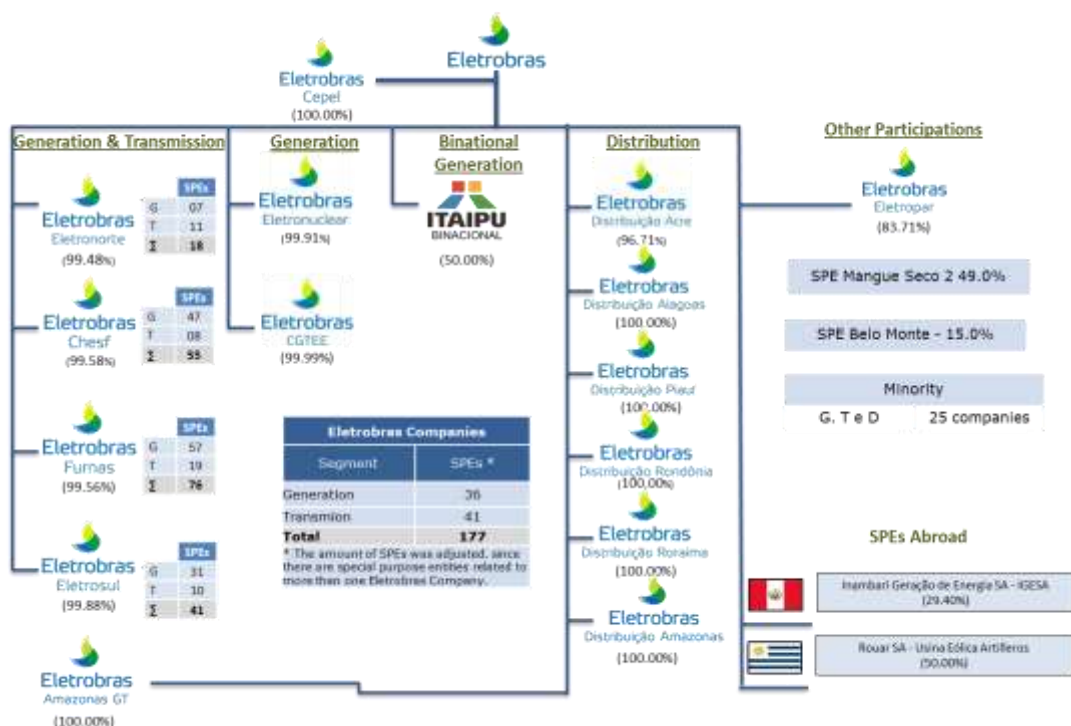 Eletrobras
Eletrobras
Cepel
(100.00%)
Generation & Transmission
Eletrobras
Eletronorte
(99.48%)
SPEs
G 07
T 11
Σ 18
Eletrobras
Chesf
(99.58%)
SPEs
G 47
T 08
Σ 55
Eletrobras
Furnas
(99.56%)
SPEs
G 57
T 19
Σ 76
Eletrobras
Eletrosul
(99.88%)
SPEs
G 31
T 10
Σ 41
Eletrobras
Amazonas GT
(100.00%)
Generation
Eletrobras
Eletronuclear
(99.91%)
Eletrobras
CGTEE
(99.99%)
Binational
Generation
ITAIPU
BINACIONAL
(50.00%)
Eletrobras Companies
Segment SPEs *
Generation 36
Transmion 41
Total 177
* The amount of SPEs was adjusted, since
there are special purpose entities related to
more than one Eletrobras Company.
Distribution
Eletrobras
Distribuição Acre
(96.71%)
Eletrobras
Distribuição Alagoas
(100.00%)
Eletrobras
Distribuição Piauí
(100.00%)
Eletrobras
Distribuição Rondônia
(100.00%)
Eletrobras
Distribuição Roraima
(100.00%)
Eletrobras
Distribuição Amazonas
(100.00%)
Other Participations
Eletrobras
Eletropar
(83.71%)
SPE Mangue Seco 2 49.0%
SPE Belo Monte - 15.0%
Minority
G. T e D 25 companies
SPEs Abroad
Inambari Geração de Energia SA - IGESA
(29.40%)
Rouar SA - Usina Eólica Artilleros
(50.00%)